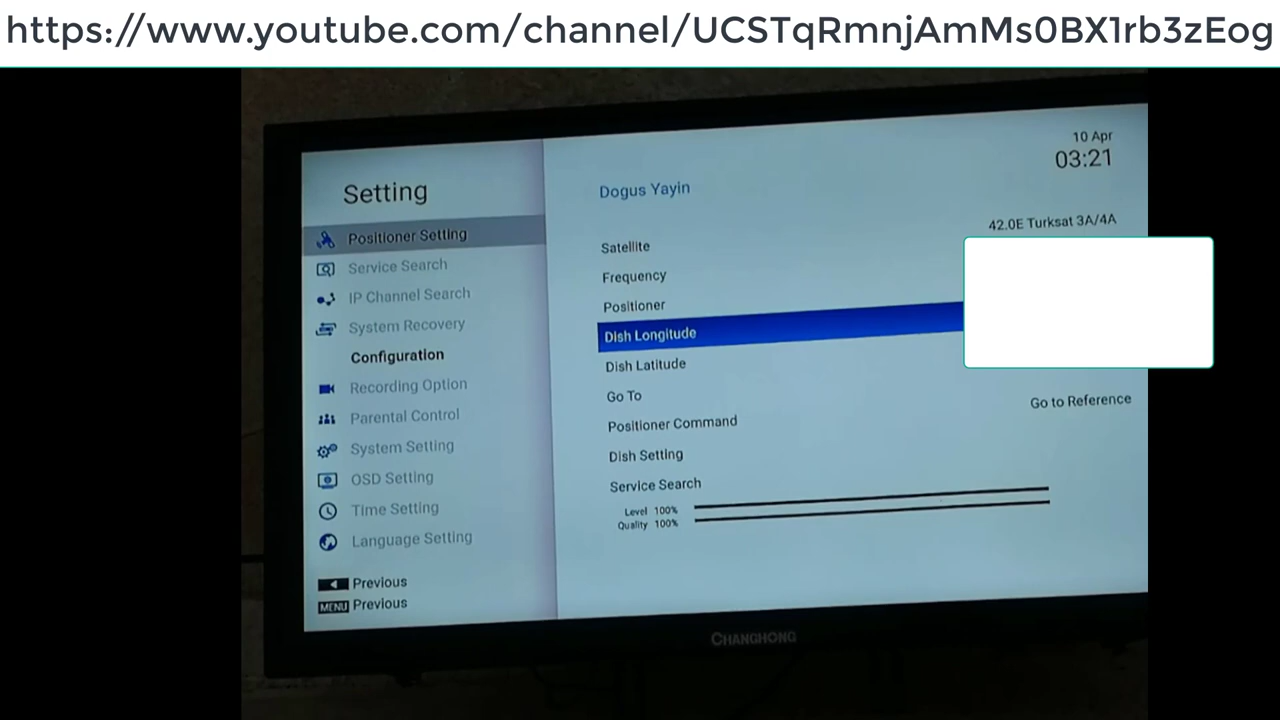 https://www.youtube.com/channel/UCSTqRmnjAmMs0BX1rb3zEog
10 Apr
03:21
Setting
Dogus Yayin
Positioner Setting
Service Search
IP Channel Search
System Recovery
Configuration
Recording Option
Parental Control
System Setting
OSD Setting
Time Setting
Language Setting
Previous
MENU Previous
Satellite 42.0E Turksat 3A/4A
Frequency
Positioner
Dish Longitude
Dish Latitude
Go To
Positioner Command Go to Reference
Dish Setting
Service Search
Level 100%
Quality 100%
CHANGHONG